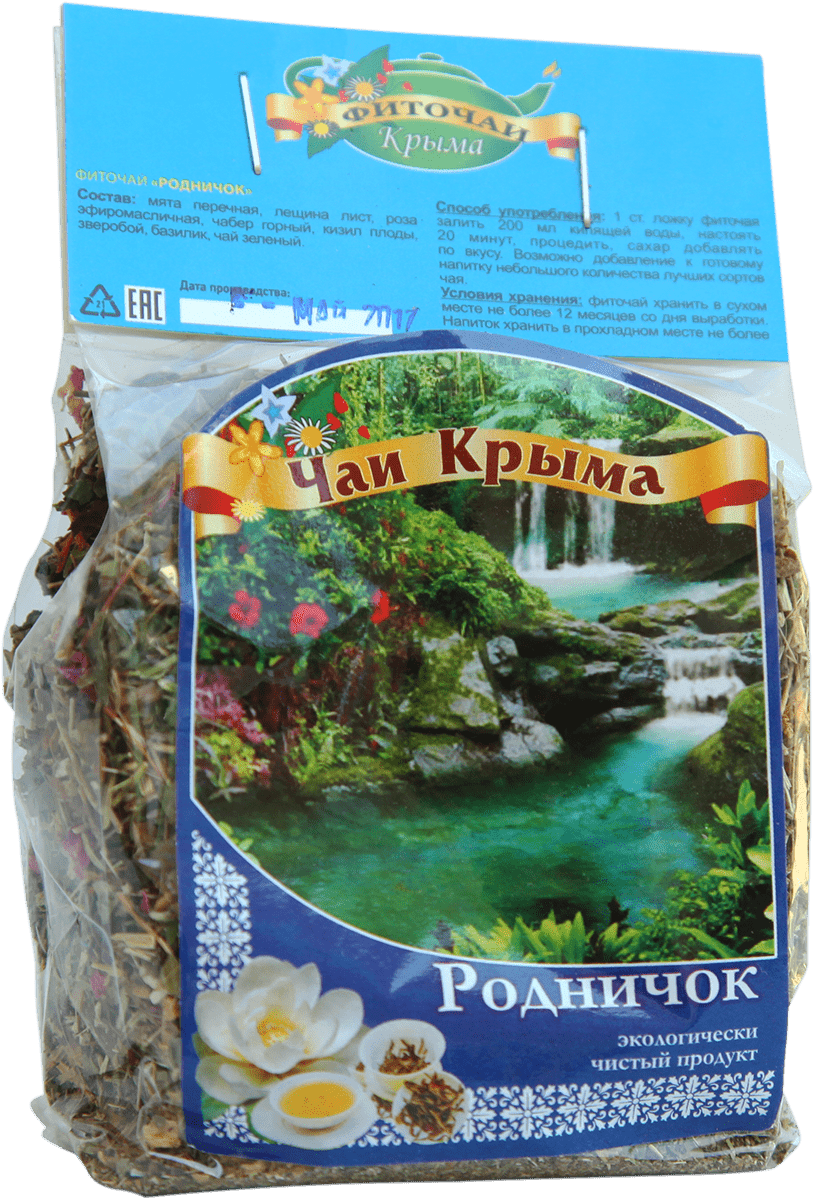 ФИТОЧАИ
Крыма
ФИТОЧАИ «РОДНИЧОК»
Состав: мята перечная, лещина лист, роза
эфиромасличная, чабер горный, кизил плоды,
зверобой, базилик, чай зеленый.
Способ употребления: 1 ст. ложку фиточая
залить 200 мл кипящей воды, настоять
20 минут, процедить, сахар добавлять
по вкусу. Возможно добавление к готовому
напитку небольшого количества лучших сортов
чая.
Условия хранения: фиточай хранить в сухом
месте не более 12 месяцев со дня выработки.
Напиток хранить в прохладном месте не более
Дата производства:
май 2017
21
ЕАС
Чаи Крыма
Родничок
экологически
чистый продукт